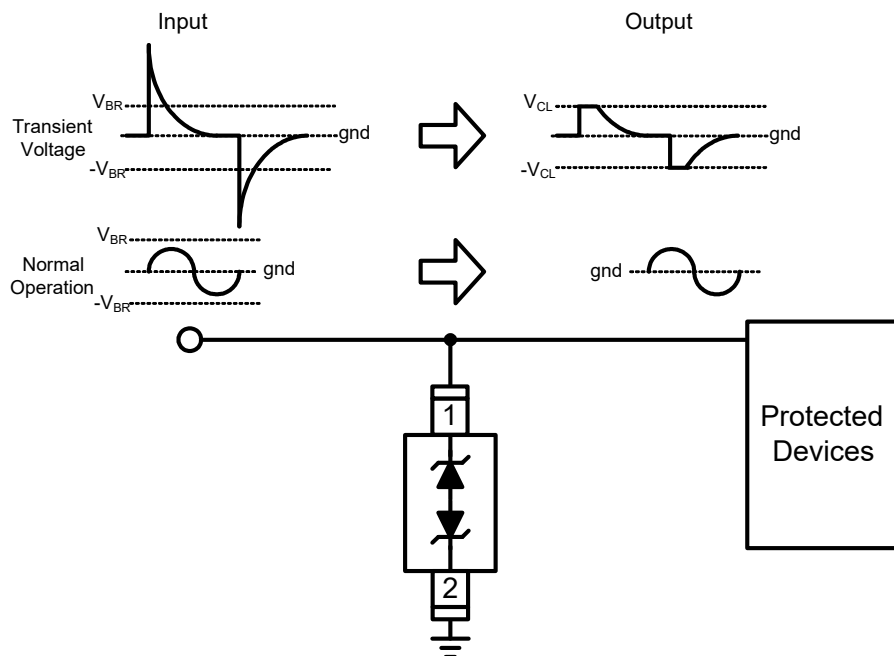 Input
Output
V_BR
V_CL
Transient
Voltage
gnd
gnd
-V_BR
-V_CL
V_BR
Normal
Operation
gnd
gnd
-V_BR
1
Protected
Devices
2